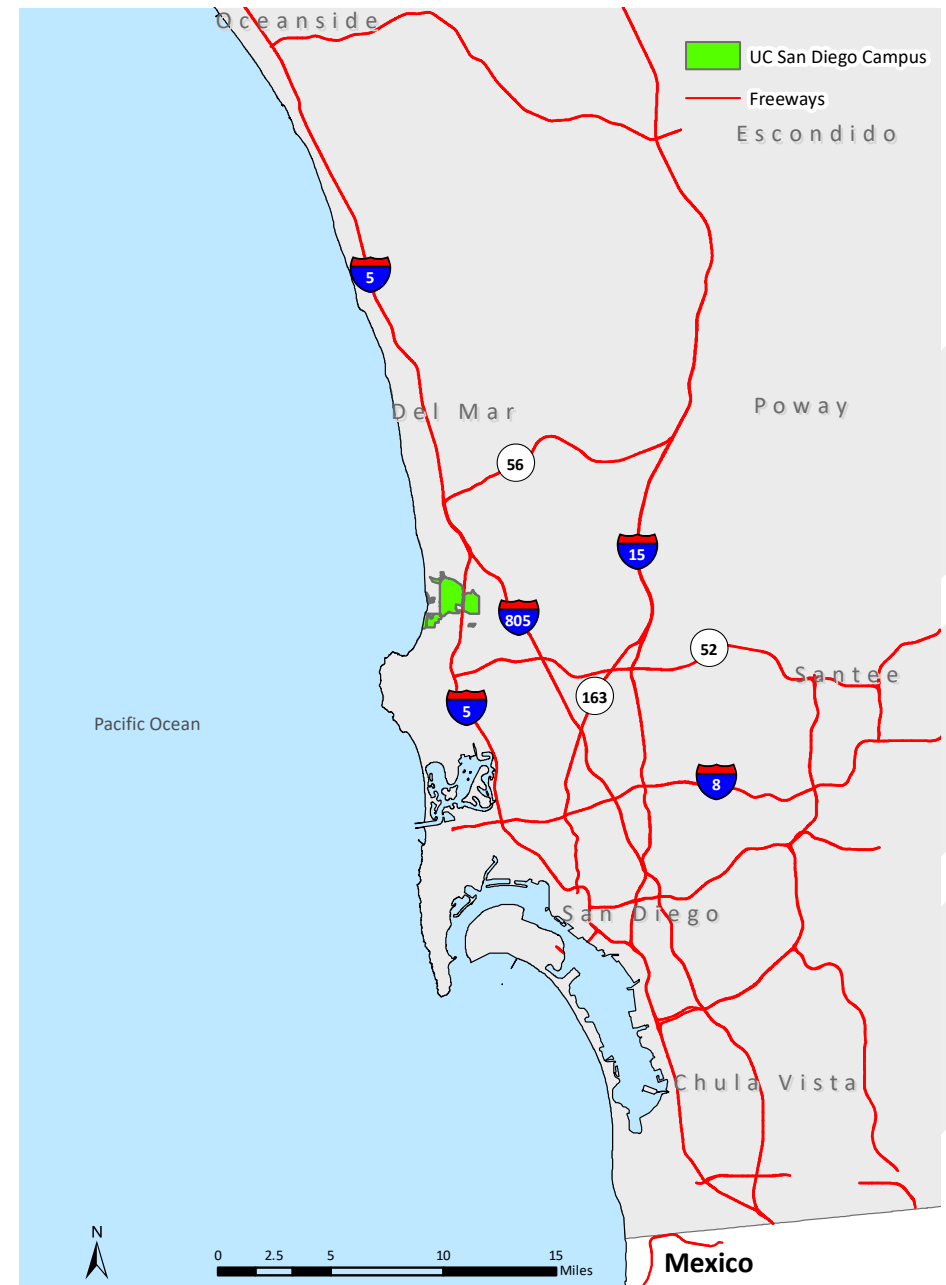 Oceanside
UC San Diego Campus
Freeways
Escondido
5
Del Mar
Poway
56
15
805
52
Santee
163
5
Pacific Ocean
8
San Diego
Chula Vista
N
0 2.5 5 10 15
Miles
Mexico